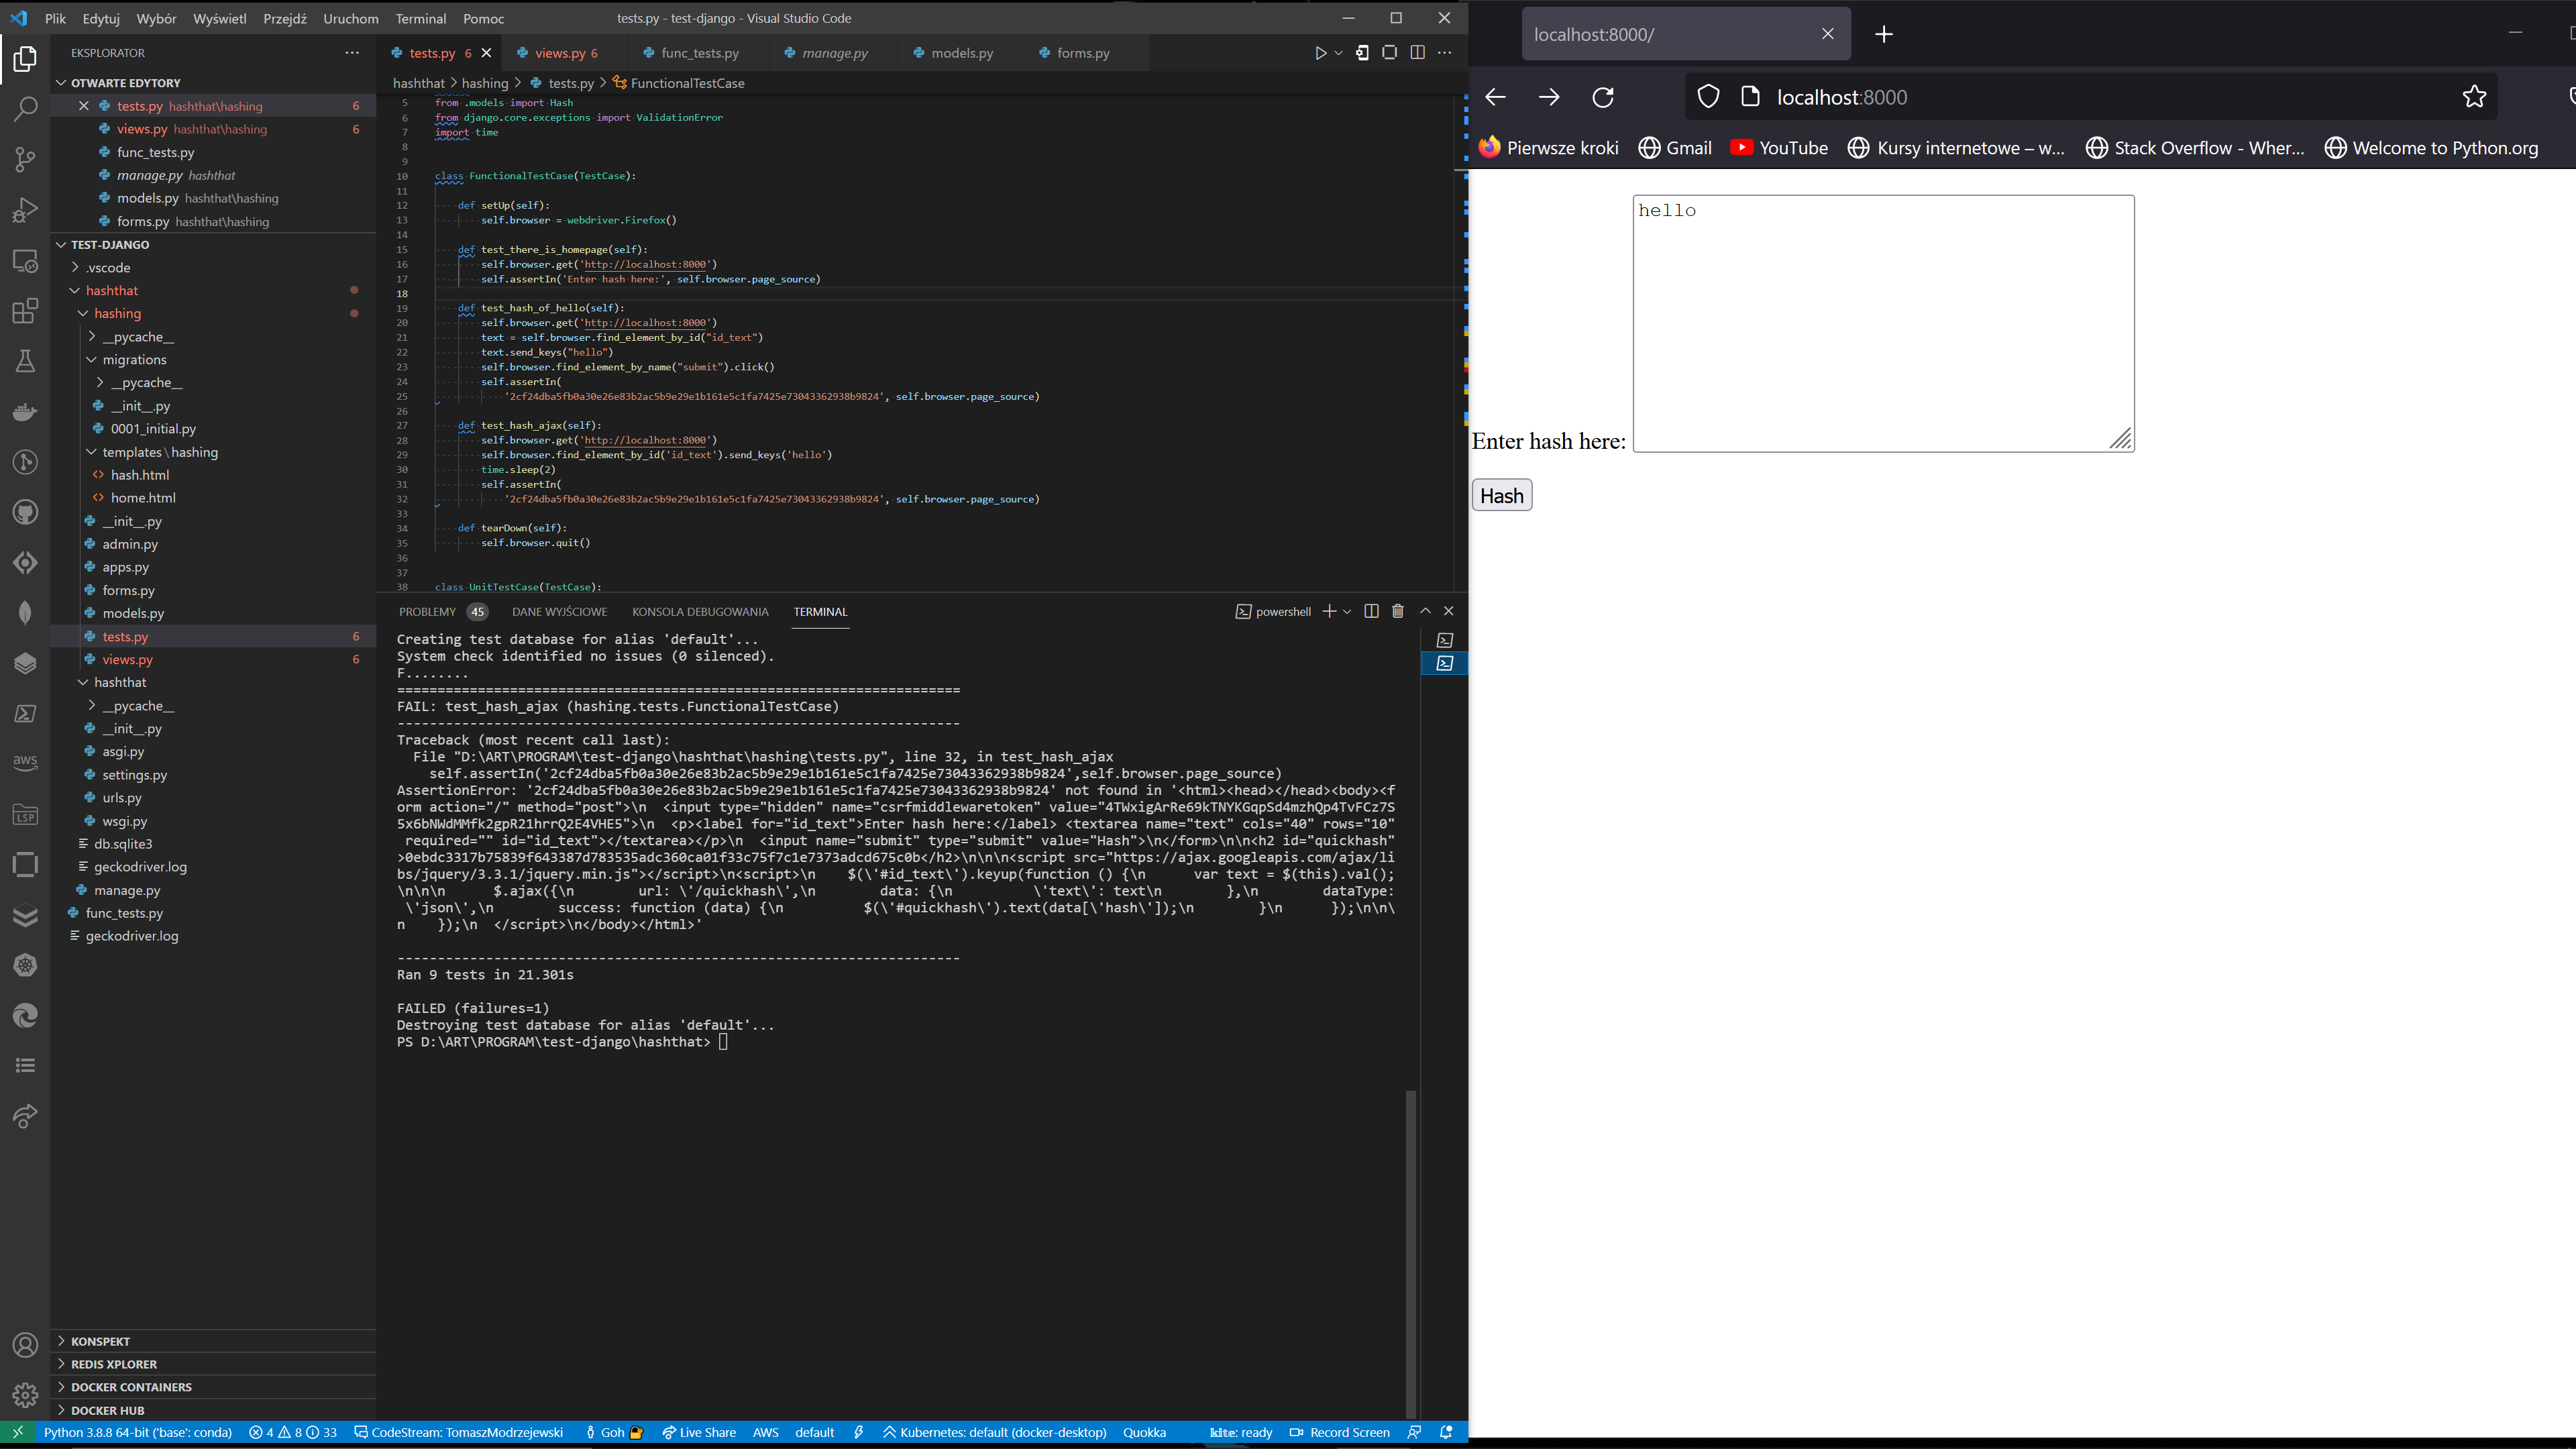 Plik Edytuj Wybór Wyświetl Przejdź Uruchom Terminal Pomoc
tests.py - test-django - Visual Studio Code
EKSPLORATOR
OTWARTE EDYTORY
tests.py hashthat\hashing 6
views.py hashthat\hashing 6
func_tests.py
manage.py hashthat
models.py hashthat\hashing
forms.py hashthat\hashing
TEST-DJANGO
.vscode
hashthat
hashing
__pycache__
migrations
__pycache__
__init__.py
0001_initial.py
templates \ hashing
hash.html
home.html
__init__.py
admin.py
apps.py
forms.py
models.py
tests.py 6
views.py 6
hashthat
__pycache__
__init__.py
asgi.py
settings.py
urls.py
wsgi.py
db.sqlite3
geckodriver.log
manage.py
func_tests.py
geckodriver.log
KONSPEKT
REDIS XPLORER
DOCKER CONTAINERS
DOCKER HUB
aws
LSP
tests.py 6 views.py 6 func_tests.py manage.py models.py forms.py
hashthat > hashing > tests.py > FunctionalTestCase
5 from .models import Hash
6 from django.core.exceptions import ValidationError
7 import time
8
9
10 class FunctionalTestCase(TestCase):
11
12 def setUp(self):
13 self.browser = webdriver.Firefox()
14
15 def test_there_is_homepage(self):
16 self.browser.get('http://localhost:8000')
17 self.assertIn('Enter hash here:', self.browser.page_source)
18
19 def test_hash_of_hello(self):
20 self.browser.get('http://localhost:8000')
21 text = self.browser.find_element_by_id("id_text")
22 text.send_keys("hello")
23 self.browser.find_element_by_name("submit").click()
24 self.assertIn(
25 '2cf24dba5fb0a30e26e83b2ac5b9e29e1b161e5c1fa7425e73043362938b9824', self.browser.page_source)
26
27 def test_hash_ajax(self):
28 self.browser.get('http://localhost:8000')
29 self.browser.find_element_by_id('id_text').send_keys('hello')
30 time.sleep(2)
31 self.assertIn(
32 '2cf24dba5fb0a30e26e83b2ac5b9e29e1b161e5c1fa7425e73043362938b9824', self.browser.page_source)
33
34 def tearDown(self):
35 self.browser.quit()
36
37
38 class UnitTestCase(TestCase):
PROBLEMY 45 DANE WYJŚCIOWE KONSOLA DEBUGOWANIA TERMINAL powershell
Creating test database for alias 'default'...
System check identified no issues (0 silenced).
F........
======================================================================
FAIL: test_hash_ajax (hashing.tests.FunctionalTestCase)
----------------------------------------------------------------------
Traceback (most recent call last):
File "D:\ART\PROGRAM\test-django\hashthat\hashing\tests.py", line 32, in test_hash_ajax
self.assertIn('2cf24dba5fb0a30e26e83b2ac5b9e29e1b161e5c1fa7425e73043362938b9824',self.browser.page_source)
AssertionError: '2cf24dba5fb0a30e26e83b2ac5b9e29e1b161e5c1fa7425e73043362938b9824' not found in '<html><head></head><body><f
orm action="/" method="post">\n <input type="hidden" name="csrfmiddlewaretoken" value="4TWxigArRe69kTNYKGqpSd4mzhQp4TvFCz7S
5x6bNWdMMfk2gpR21hrrQ2E4VHE5">\n <p><label for="id_text">Enter hash here:</label> <textarea name="text" cols="40" rows="10"
required="" id="id_text"></textarea></p>\n <input name="submit" type="submit" value="Hash">\n</form>\n\n<h2 id="quickhash"
>0ebdc3317b75839f643387d783535adc360ca01f33c75f7c1e7373adcd675c0b</h2>\n\n\n<script src="https://ajax.googleapis.com/ajax/li
bs/jquery/3.3.1/jquery.min.js"></script>\n<script>\n $(\'#id_text\').keyup(function () {\n var text = $(this).val();
\n\n\n $.ajax({\n url: \'/quickhash\',\n data: {\n \'text\': text\n },\n dataType:
\'json\',\n success: function (data) {\n $(\'#quickhash\').text(data[\'hash\']);\n }\n });\n\n\
n });\n </script>\n</body></html>'
----------------------------------------------------------------------
Ran 9 tests in 21.301s
FAILED (failures=1)
Destroying test database for alias 'default'...
PS D:\ART\PROGRAM\test-django\hashthat>
Python 3.8.8 64-bit ('base': conda) 4 8 33 CodeStream: TomaszModrzejewski Goh Live Share AWS default Kubernetes: default (docker-desktop) Quokka kite: ready Record Screen
localhost:8000/
localhost:8000
Pierwsze kroki Gmail YouTube Kursy internetowe – w... Stack Overflow - Wher... Welcome to Python.org
hello
Enter hash here:
Hash